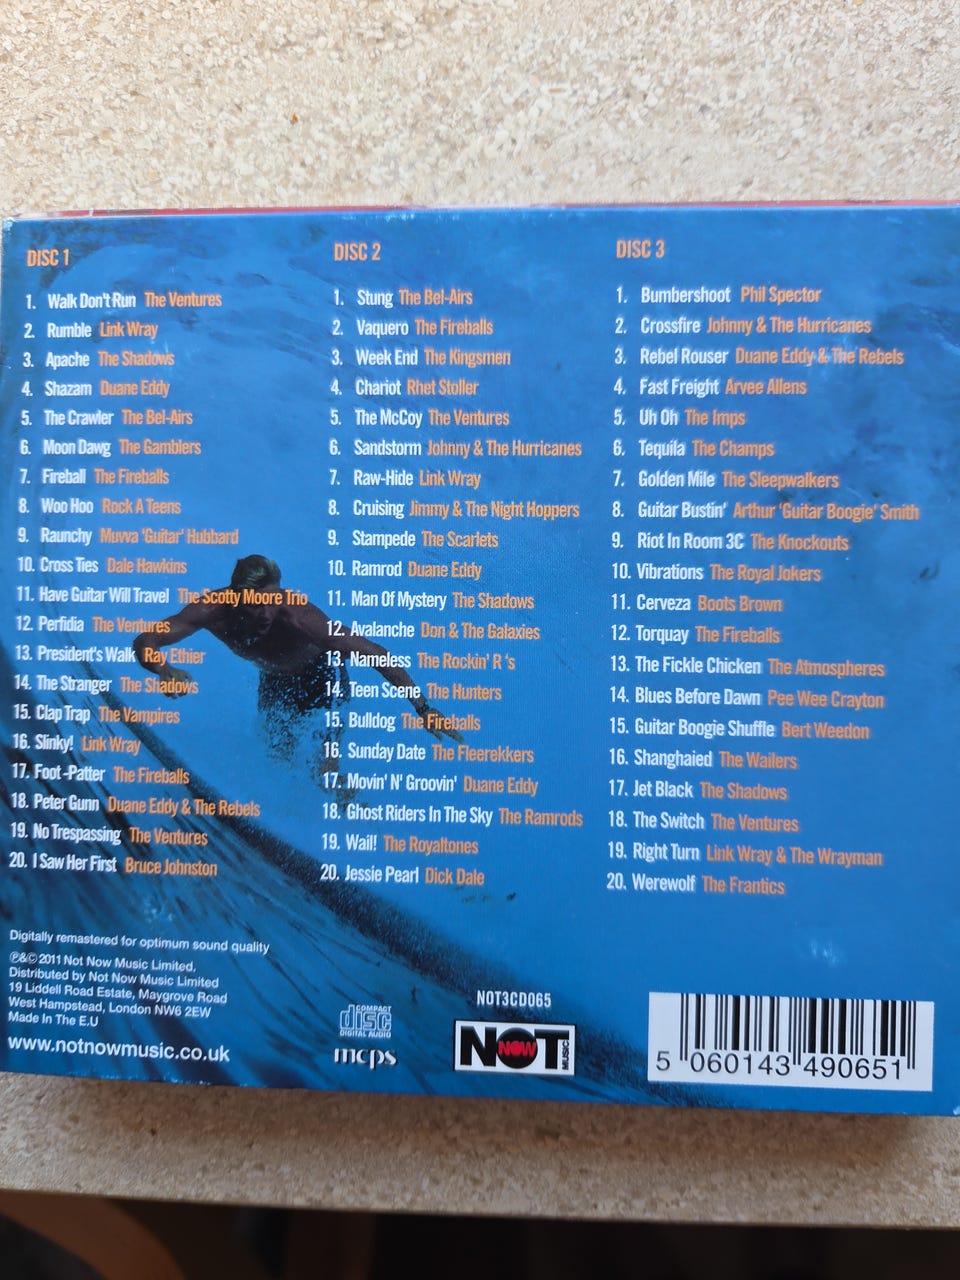 DISC 1
1. Walk Don't Run The Ventures
2. Rumble Link Wray
3. Apache The Shadows
4. Shazam Duane Eddy
5. The Crawler The Bel-Airs
6. Moon Dawg The Gamblers
7. Fireball The Fireballs
8. Woo Hoo Rock A Teens
9. Raunchy Muvva 'Guitar' Hubbard
10. Cross Ties Dale Hawkins
11. Have Guitar Will Travel The Scotty Moore Trio
12. Perfidia The Ventures
13. President's Walk Ray Ethier
14. The Stranger The Shadows
15. Clap Trap The Vampires
16. Slinky! Link Wray
17. Foot -Patter The Fireballs
18. Peter Gunn Duane Eddy & The Rebels
19. No Trespassing The Ventures
20. I Saw Her First Bruce Johnston
DISC 2
1. Stung The Bel-Airs
2. Vaquero The Fireballs
3. Week End The Kingsmen
4. Chariot Rhet Stoller
5. The McCoy The Ventures
6. Sandstorm Johnny & The Hurricanes
7. Raw-Hide Link Wray
8. Cruising Jimmy & The Night Hoppers
9. Stampede The Scarlets
10. Ramrod Duane Eddy
11. Man Of Mystery The Shadows
12. Avalanche Don & The Galaxies
13. Nameless The Rockin' R 's
14. Teen Scene The Hunters
15. Bulldog The Fireballs
16. Sunday Date The Fleerekkers
17. Movin' N' Groovin' Duane Eddy
18. Ghost Riders In The Sky The Ramrods
19. Wail! The Royaltones
20. Jessie Pearl Dick Dale
DISC 3
1. Bumbershoot Phil Spector
2. Crossfire Johnny & The Hurricanes
3. Rebel Rouser Duane Eddy & The Rebels
4. Fast Freight Arvee Allens
5. Uh Oh The Imps
6. Tequila The Champs
7. Golden Mile The Sleepwalkers
8. Guitar Bustin' Arthur 'Guitar Boogie' Smith
9. Riot In Room 3C The Knockouts
10. Vibrations The Royal Jokers
11. Cerveza Boots Brown
12. Torquay The Fireballs
13. The Fickle Chicken The Atmospheres
14. Blues Before Dawn Pee Wee Crayton
15. Guitar Boogie Shuffle Bert Weedon
16. Shanghaied The Wailers
17. Jet Black The Shadows
18. The Switch The Ventures
19. Right Turn Link Wray & The Wrayman
20. Werewolf The Frantics
Digitally remastered for optimum sound quality
℗&© 2011 Not Now Music Limited,
Distributed by Not Now Music Limited
19 Liddell Road Estate, Maygrove Road
West Hampstead, London NW6 2EW
Made In The E.U
www.notnowmusic.co.uk
COMPACT
disc
DIGITAL AUDIO
mcps
NOT3CD065
NOT NOW MUSIC
5 060143 490651